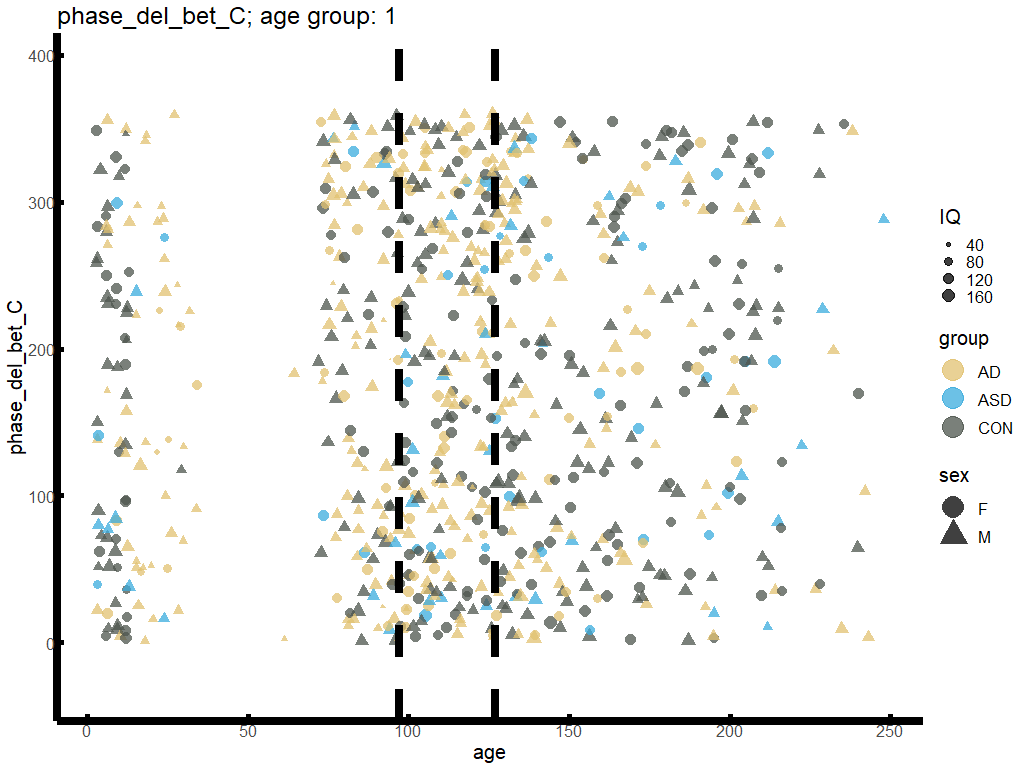 phase_del_bet_C; age group: 1
phase_del_bet_C
400
300
200
100
0
0
50
100
150
200
250
age
IQ
40
80
120
160
group
AD
ASD
CON
sex
F
M